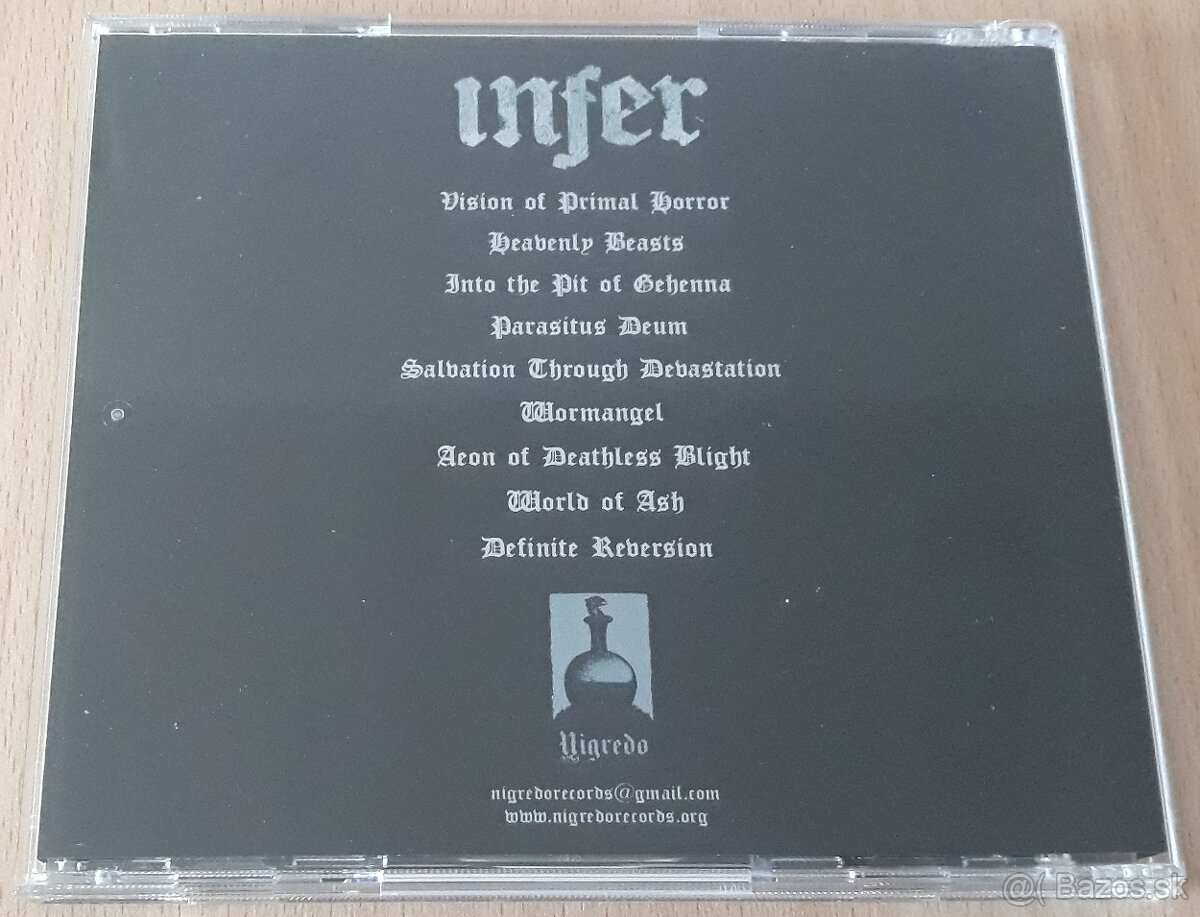 infer
Vision of Primal Horror
Heavenly Beasts
Into the Pit of Gehenna
Parasitus Deum
Salvation Through Devastation
Wormangel
Aeon of Deathless Blight
World of Ash
Definite Reversion
Nigredo
nigredorecords@gmail.com
www.nigredorecords.org
@( Bazos.sk